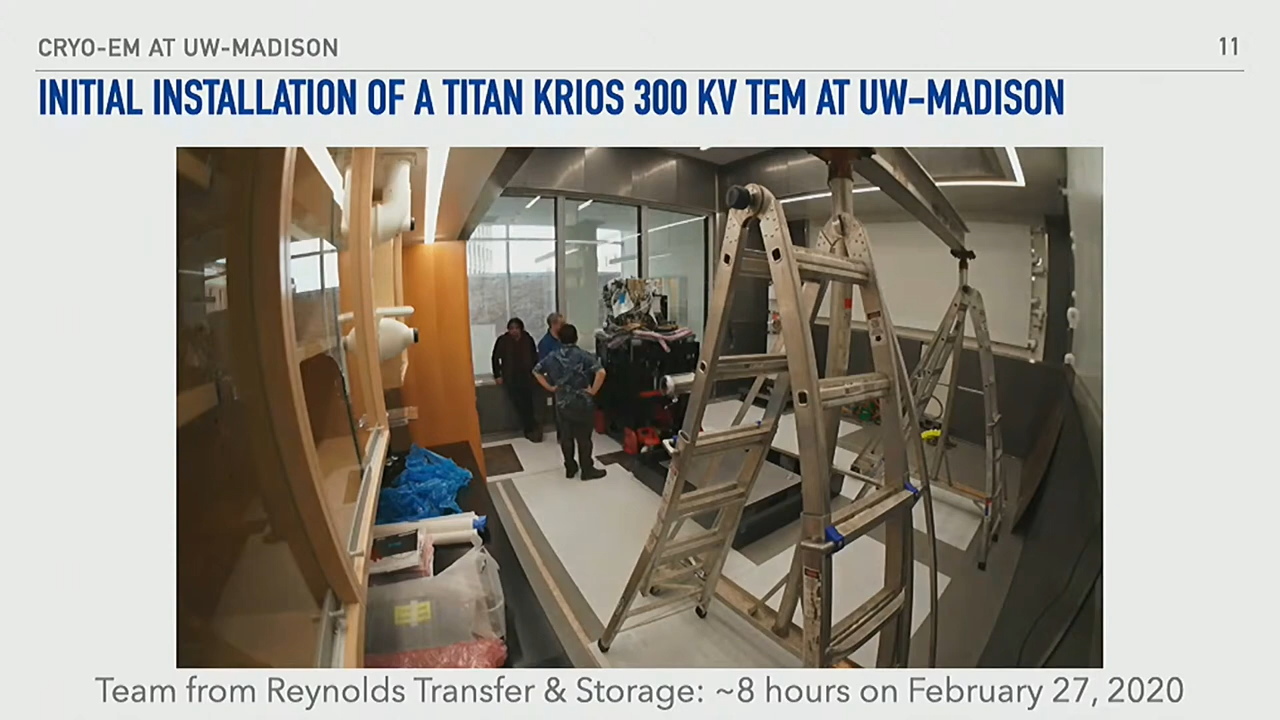 CRYO-EM AT UW-MADISON
11
INITIAL INSTALLATION OF A TITAN KRIOS 300 KV TEM AT UW-MADISON
Team from Reynolds Transfer & Storage: ~8 hours on February 27, 2020